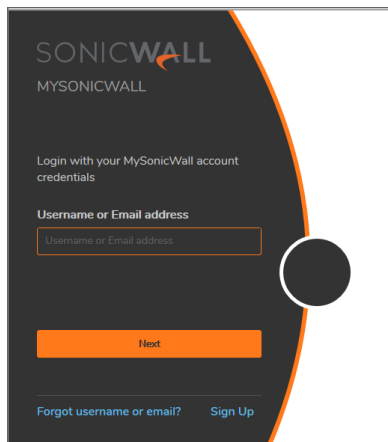 SONICWALL
MYSONICWALL
Login with your MySonicWall account
credentials
Username or Email address
Username or Email address
Next
Forgot username or email? Sign Up